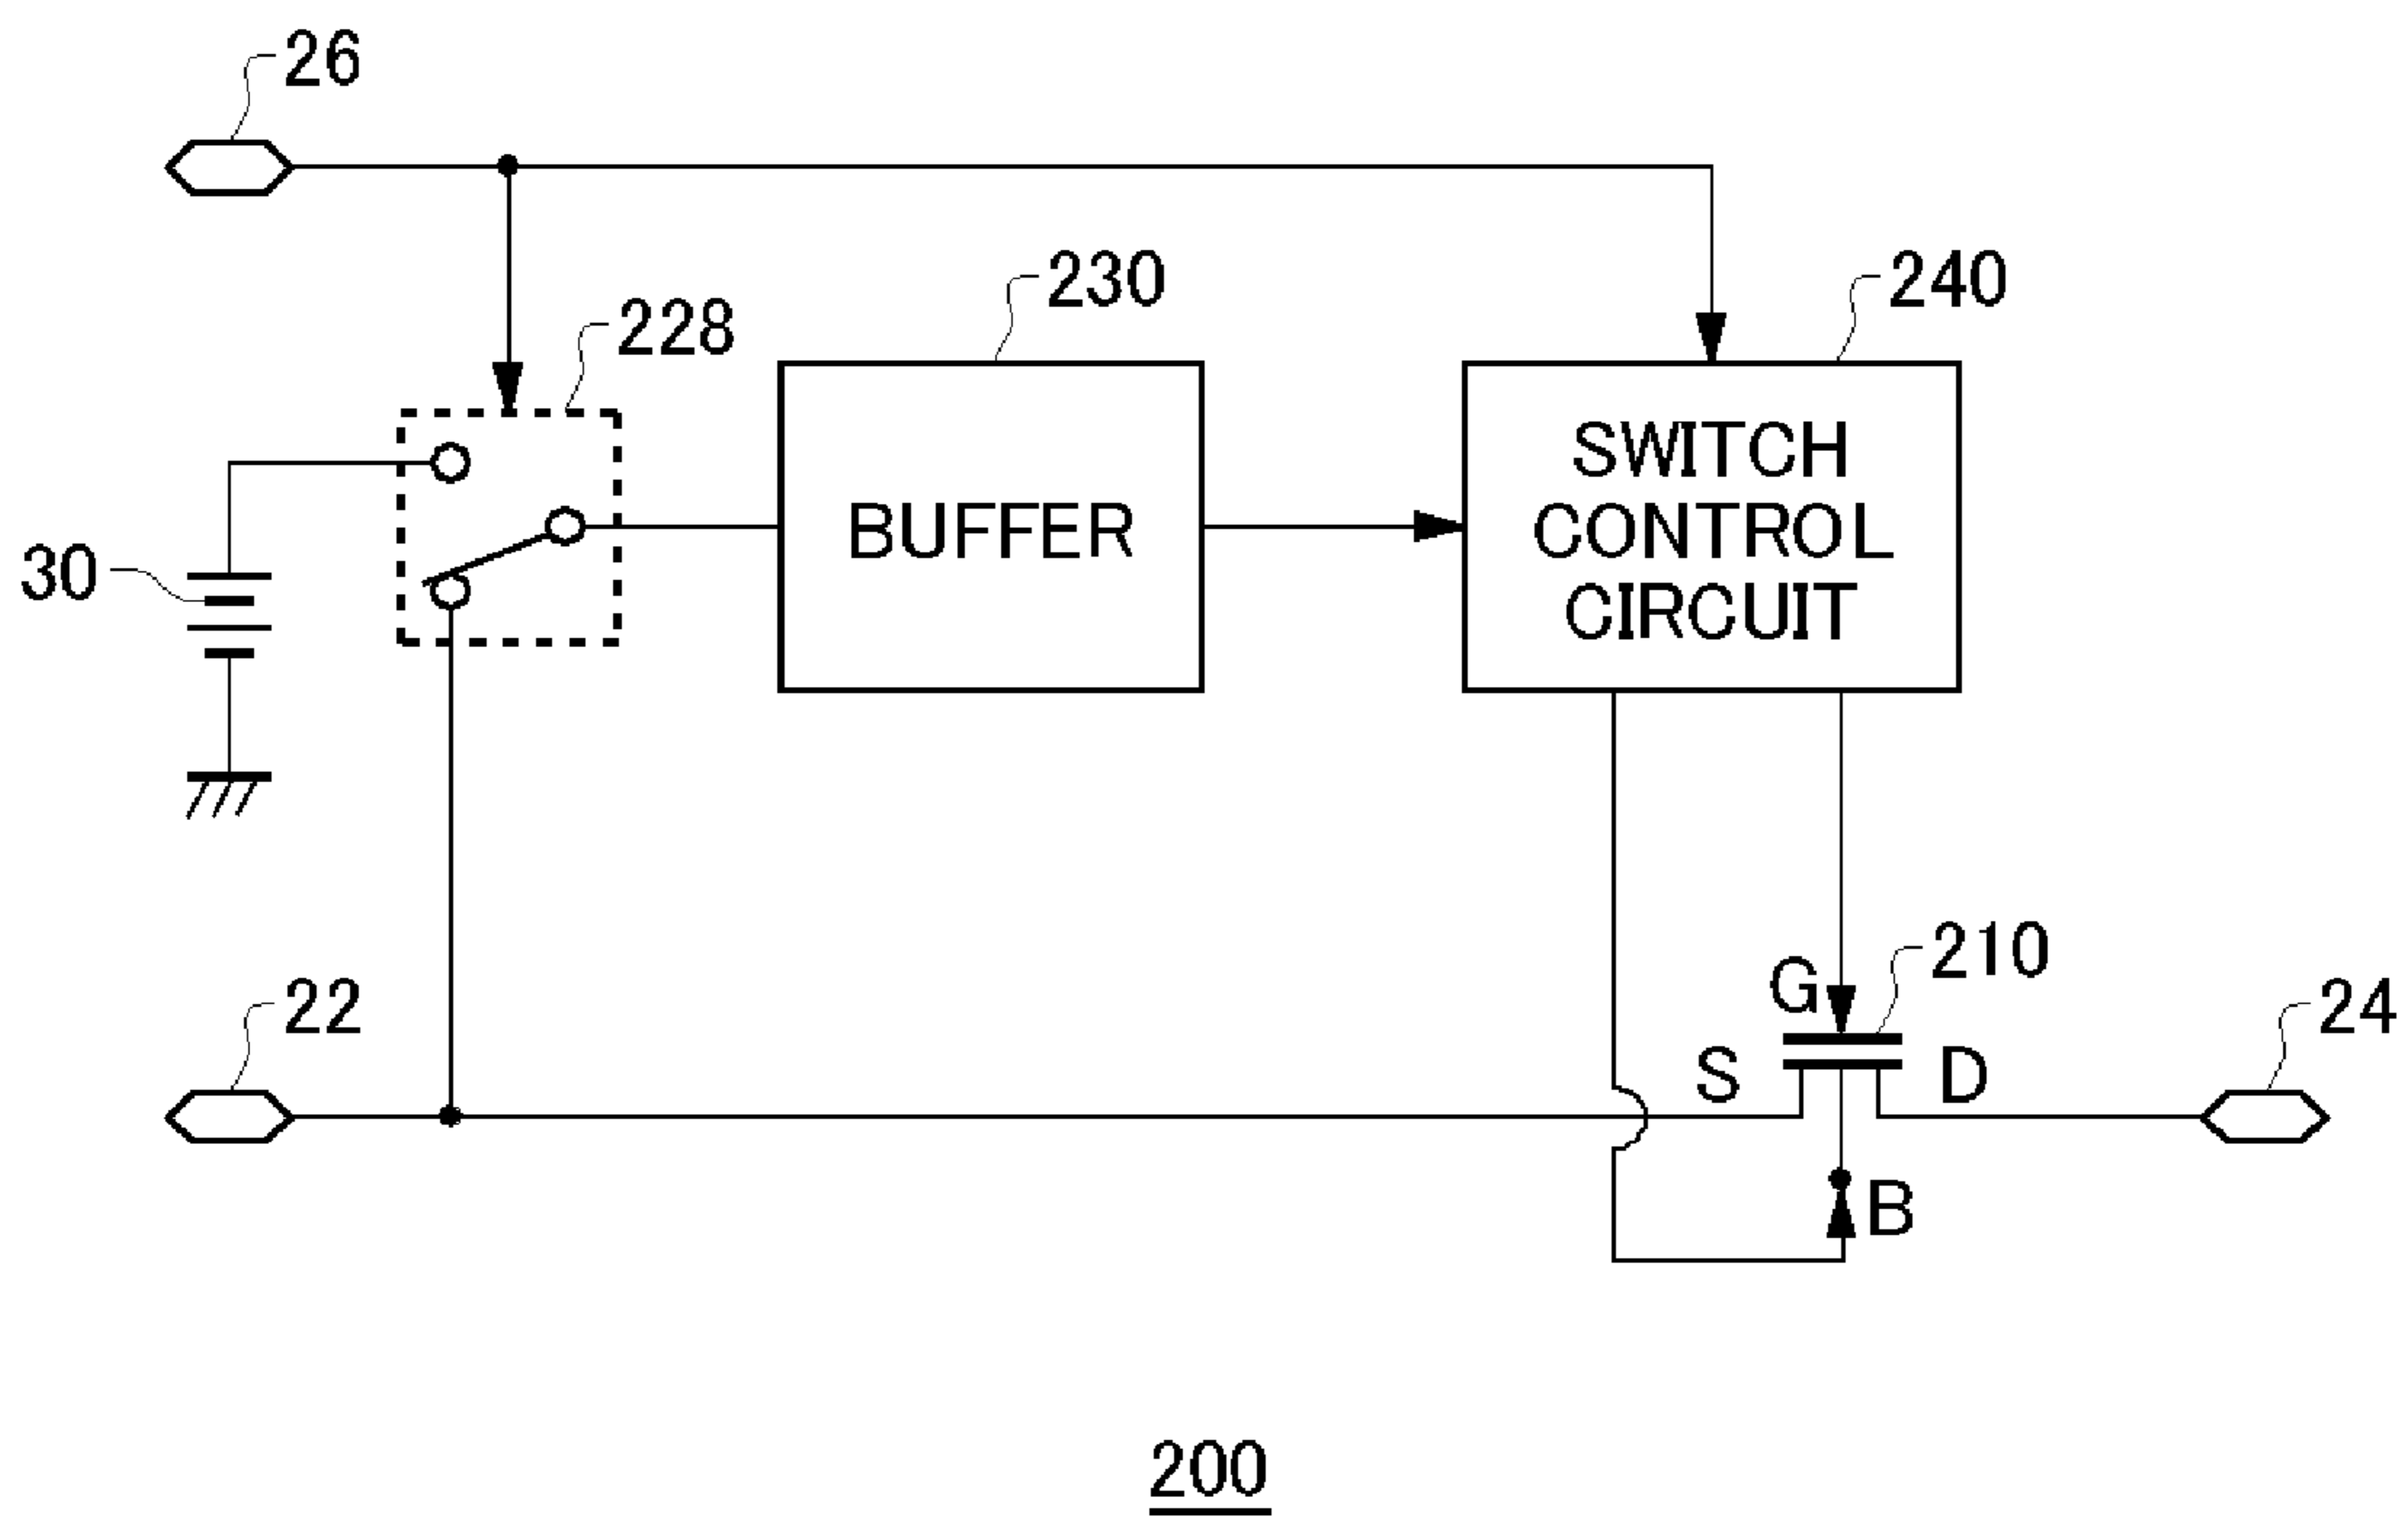 26
230
240
228
SWITCH
CONTROL
CIRCUIT
BUFFER
30
210
22
G
24
S
D
B
200